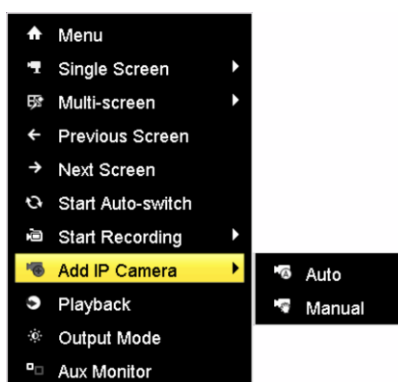 Menu
Single Screen
Multi-screen
Previous Screen
Next Screen
Start Auto-switch
Start Recording
Add IP Camera
Auto
Manual
Playback
Output Mode
Aux Monitor